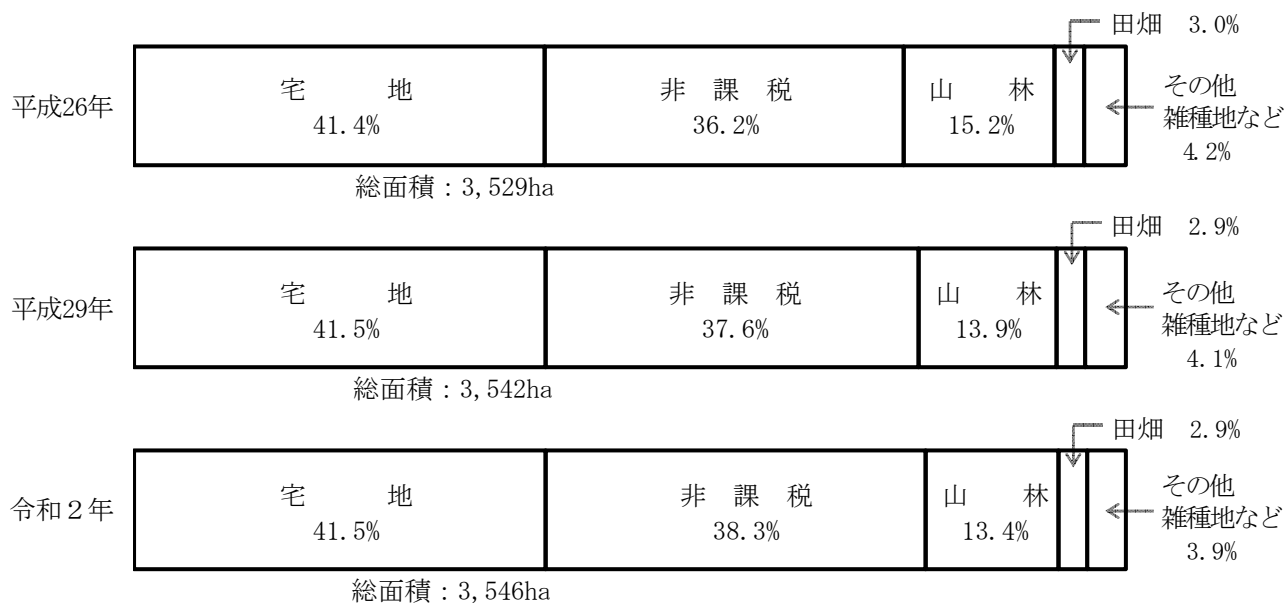 田畑 3.0%
平成26年
宅 地
41.4%
非 課 税
36.2%
山 林
15.2%
その他
雑種地など
4.2%
総面積：3,529ha
田畑 2.9%
平成29年
宅 地
41.5%
非 課 税
37.6%
山 林
13.9%
その他
雑種地など
4.1%
総面積：3,542ha
田畑 2.9%
令和２年
宅 地
41.5%
非 課 税
38.3%
山 林
13.4%
その他
雑種地など
3.9%
総面積：3,546ha